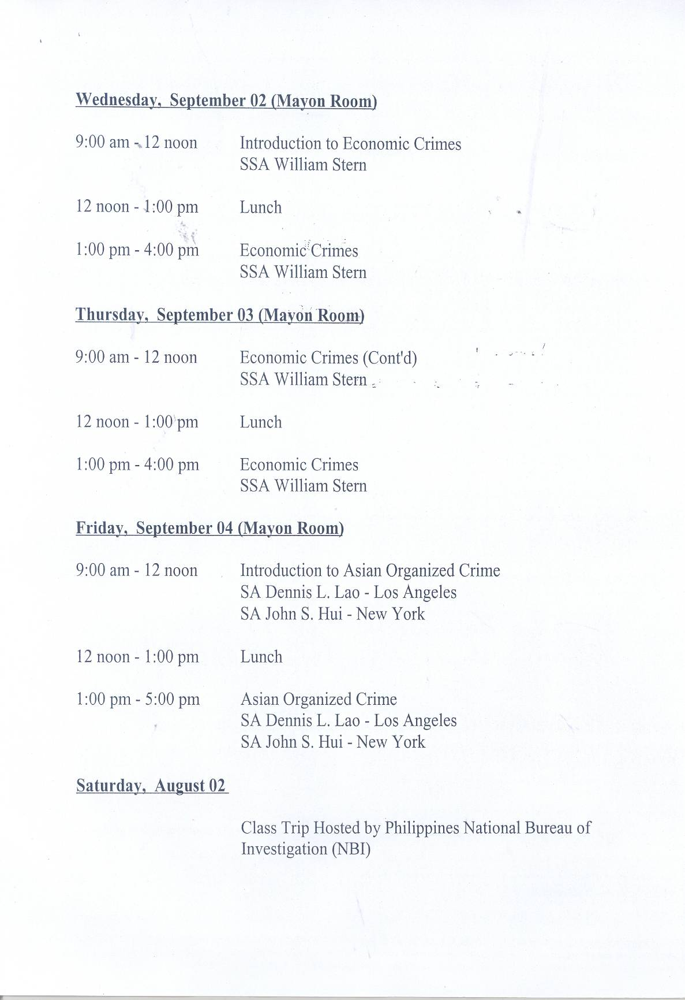 Wednesday, September 02 (Mayon Room)
9:00 am - 12 noon Introduction to Economic Crimes
SSA William Stern
12 noon - 1:00 pm Lunch
1:00 pm - 4:00 pm Economic Crimes
SSA William Stern
Thursday, September 03 (Mayon Room)
9:00 am - 12 noon Economic Crimes (Cont'd)
SSA William Stern
12 noon - 1:00 pm Lunch
1:00 pm - 4:00 pm Economic Crimes
SSA William Stern
Friday, September 04 (Mayon Room)
9:00 am - 12 noon Introduction to Asian Organized Crime
SA Dennis L. Lao - Los Angeles
SA John S. Hui - New York
12 noon - 1:00 pm Lunch
1:00 pm - 5:00 pm Asian Organized Crime
SA Dennis L. Lao - Los Angeles
SA John S. Hui - New York
Saturday, August 02
Class Trip Hosted by Philippines National Bureau of
Investigation (NBI)